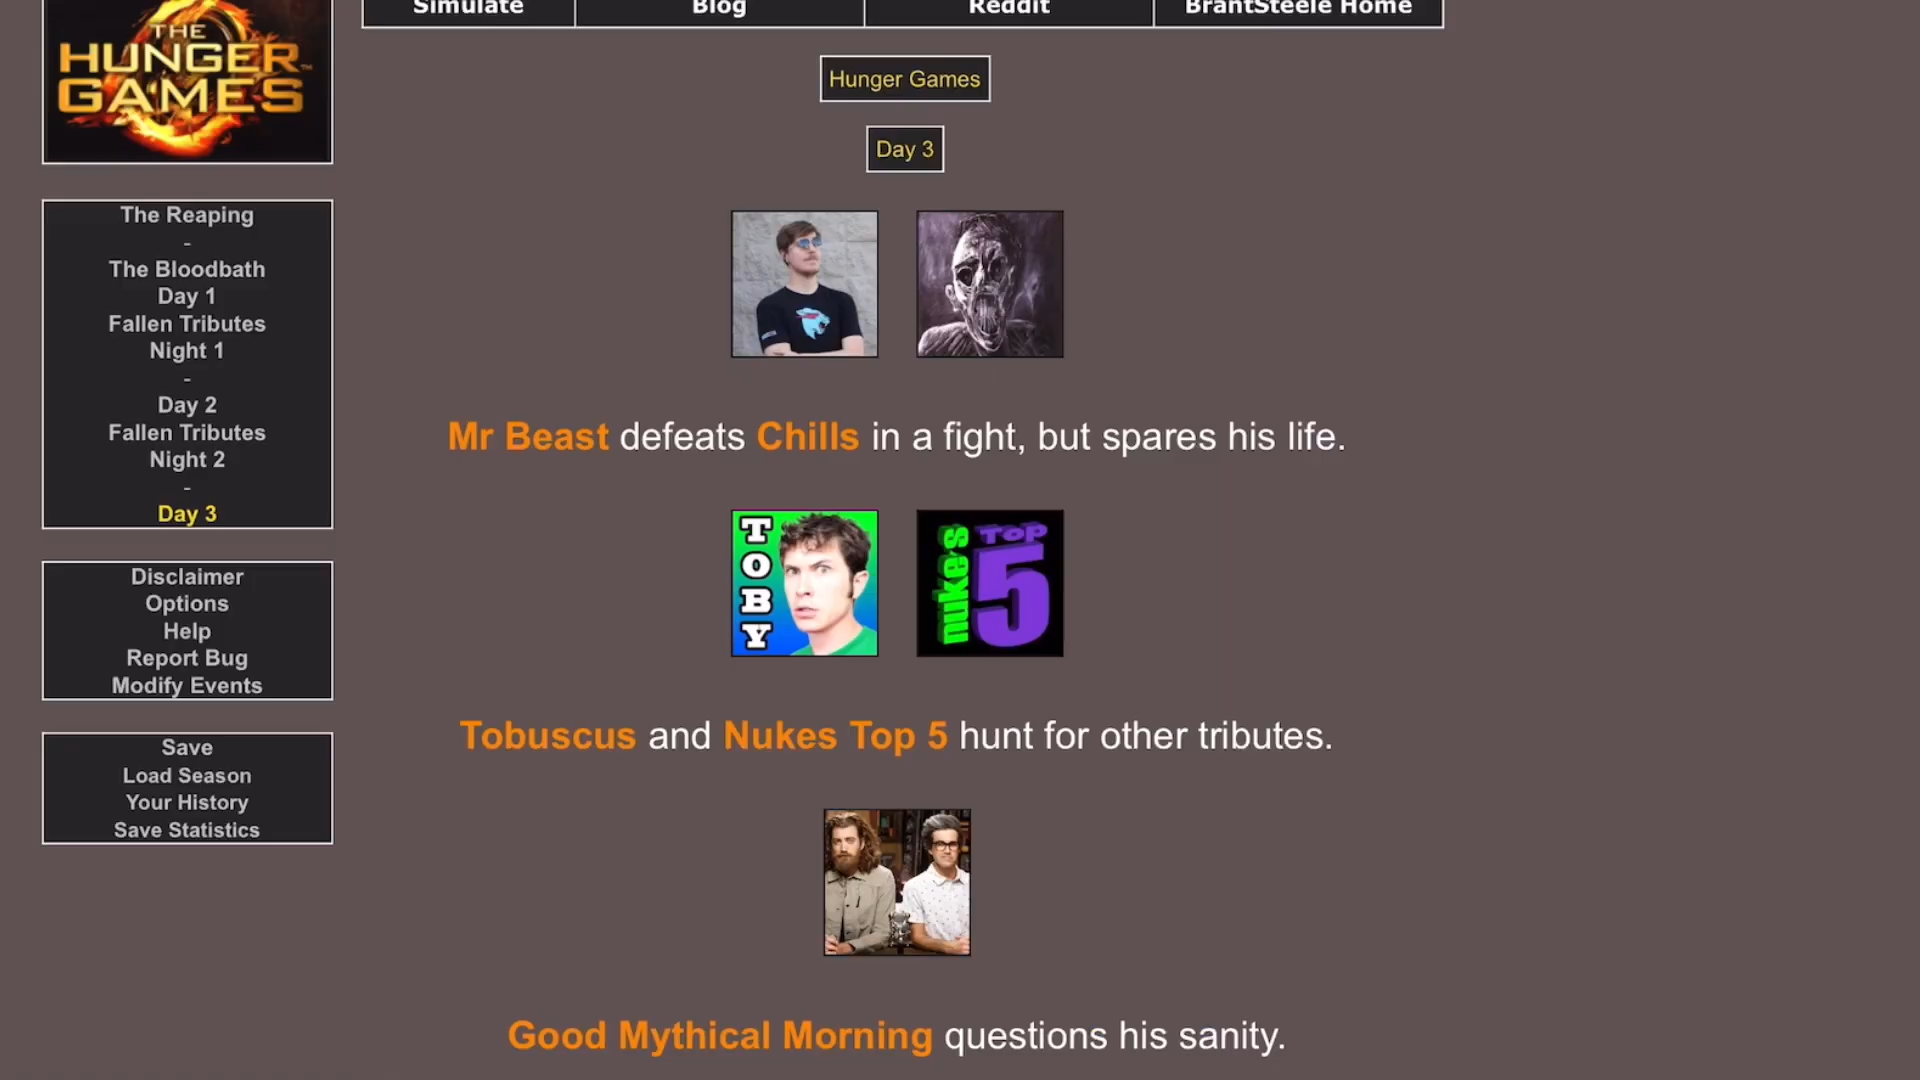 Simulate
Blog
Reddit
BrantSteele Home
THE
HUNGER
GAMES
TM
Hunger Games
Day 3
The Reaping
-
The Bloodbath
Day 1
Fallen Tributes
Night 1
-
Day 2
Fallen Tributes
Night 2
-
Day 3
Disclaimer
Options
Help
Report Bug
Modify Events
Save
Load Season
Your History
Save Statistics
Mr Beast defeats Chills in a fight, but spares his life.
TOBY
nuke's
Top
5
Tobuscus and Nukes Top 5 hunt for other tributes.
Good Mythical Morning questions his sanity.